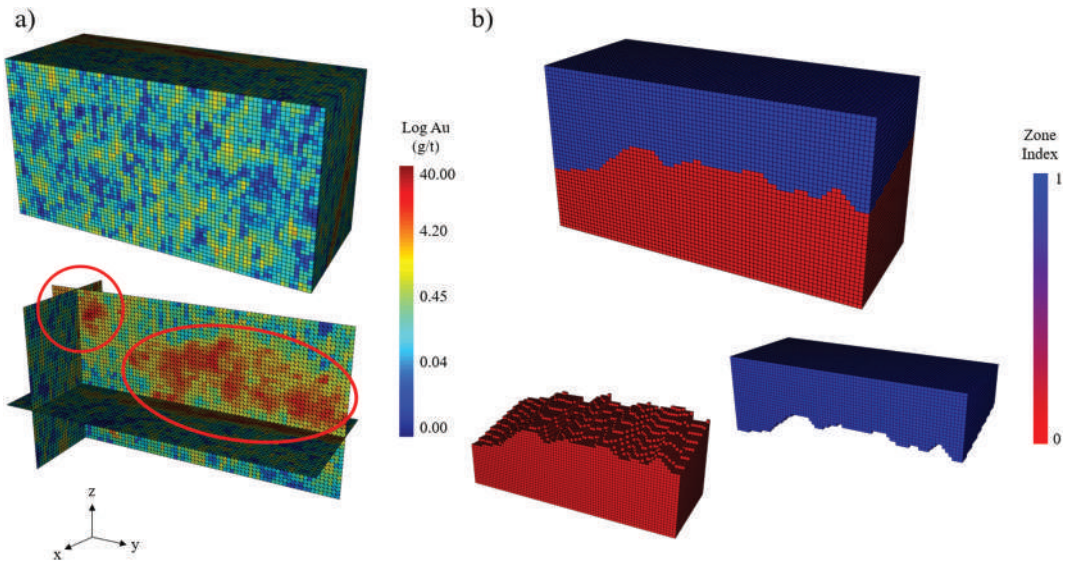 a)
Log Au
(g/t)
40.00
4.20
0.45
0.04
0.00
z
x
y
b)
Zone
Index
1
0